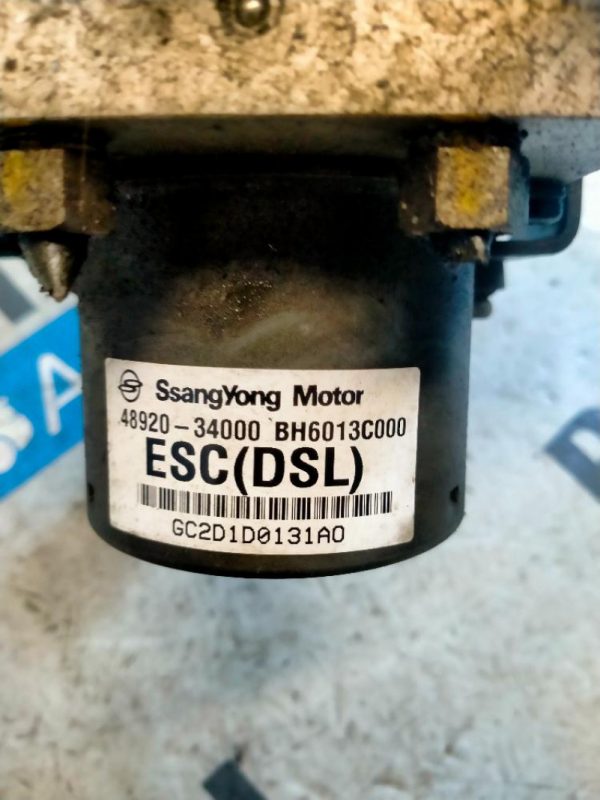 SsangYong Motor
48920-34000 BH6013C000
ESC(DSL)
GC2D1D0131A0